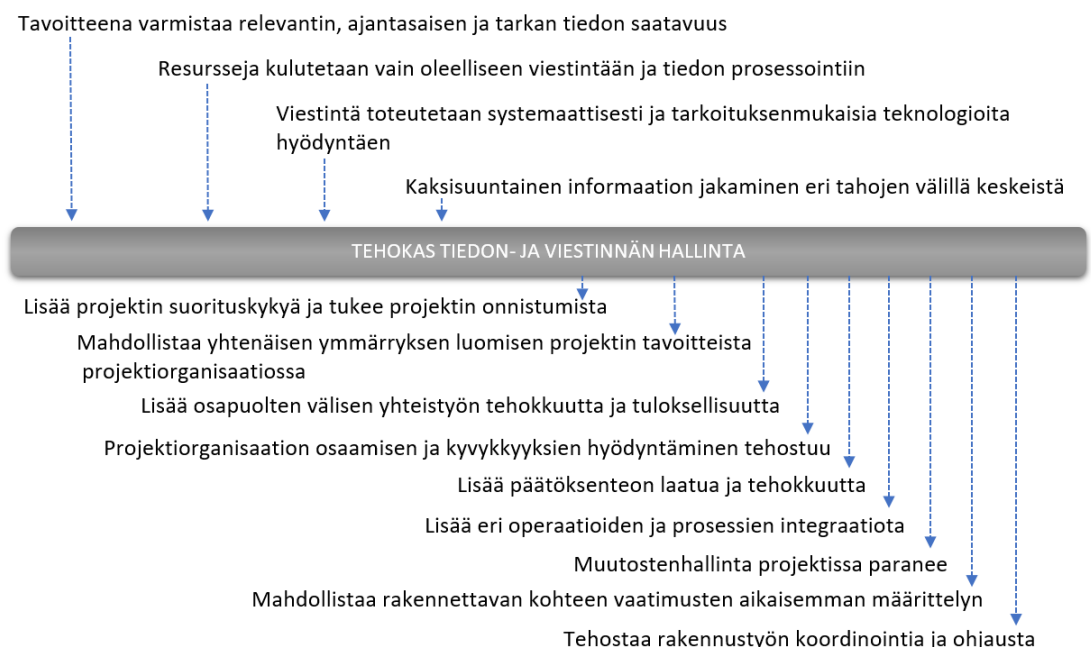 Tavoitteena varmistaa relevantin, ajantasaisen ja tarkan tiedon saatavuus
Resursseja kulutetaan vain oleelliseen viestintään ja tiedon prosessointiin
Viestintä toteutetaan systemaattisesti ja tarkoituksenmukaisia teknologioita
hyödyntäen
Kaksisuuntainen informaation jakaminen eri tahojen välillä keskeistä
TEHOKAS TIEDON- JA VIESTINNÄN HALLINTA
Lisää projektin suorituskykyä ja tukee projektin onnistumista
Mahdollistaa yhtenäisen ymmärryksen luomisen projektin tavoitteista
projektiorganisaatiossa
Lisää osapuolten välisen yhteistyön tehokkuutta ja tuloksellisuutta
Projektiorganisaation osaamisen ja kyvykkyyksien hyödyntäminen tehostuu
Lisää päätöksenteon laatua ja tehokkuutta
Lisää eri operaatioiden ja prosessien integraatiota
Muutostenhallinta projektissa paranee
Mahdollistaa rakennettavan kohteen vaatimusten aikaisemman määrittelyn
Tehostaa rakennustyön koordinointia ja ohjausta